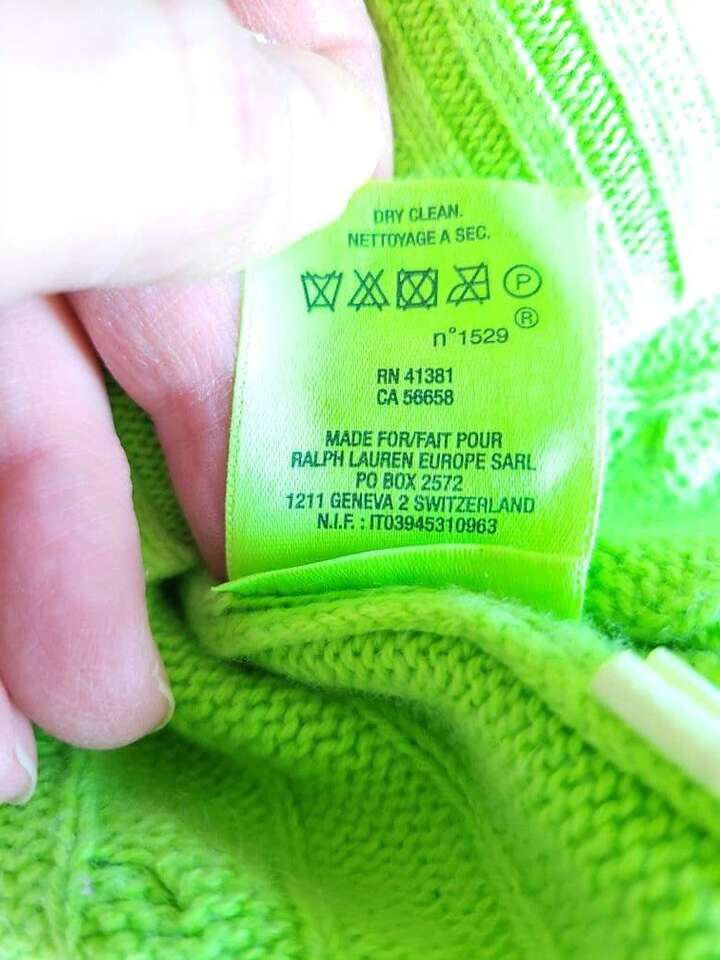 DRY CLEAN.
NETTOYAGE A SEC.
P
®
n°1529
RN 41381
CA 56658
MADE FOR/FAIT POUR
RALPH LAUREN EUROPE SARL
PO BOX 2572
1211 GENEVA 2 SWITZERLAND
N.I.F. : IT03945310963